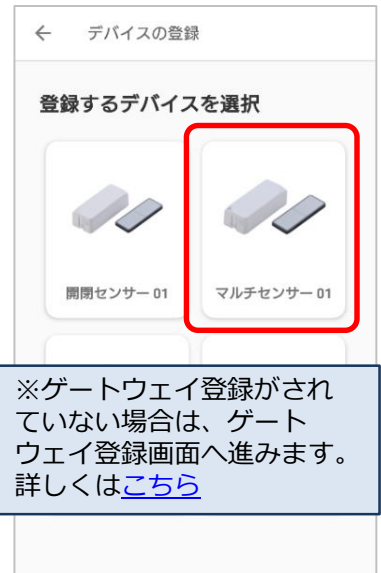 ← デバイスの登録
登録するデバイスを選択
開閉センサー 01
マルチセンサー 01
※ゲートウェイ登録がされ
ていない場合は、ゲート
ウェイ登録画面へ進みます。
詳しくはこちら